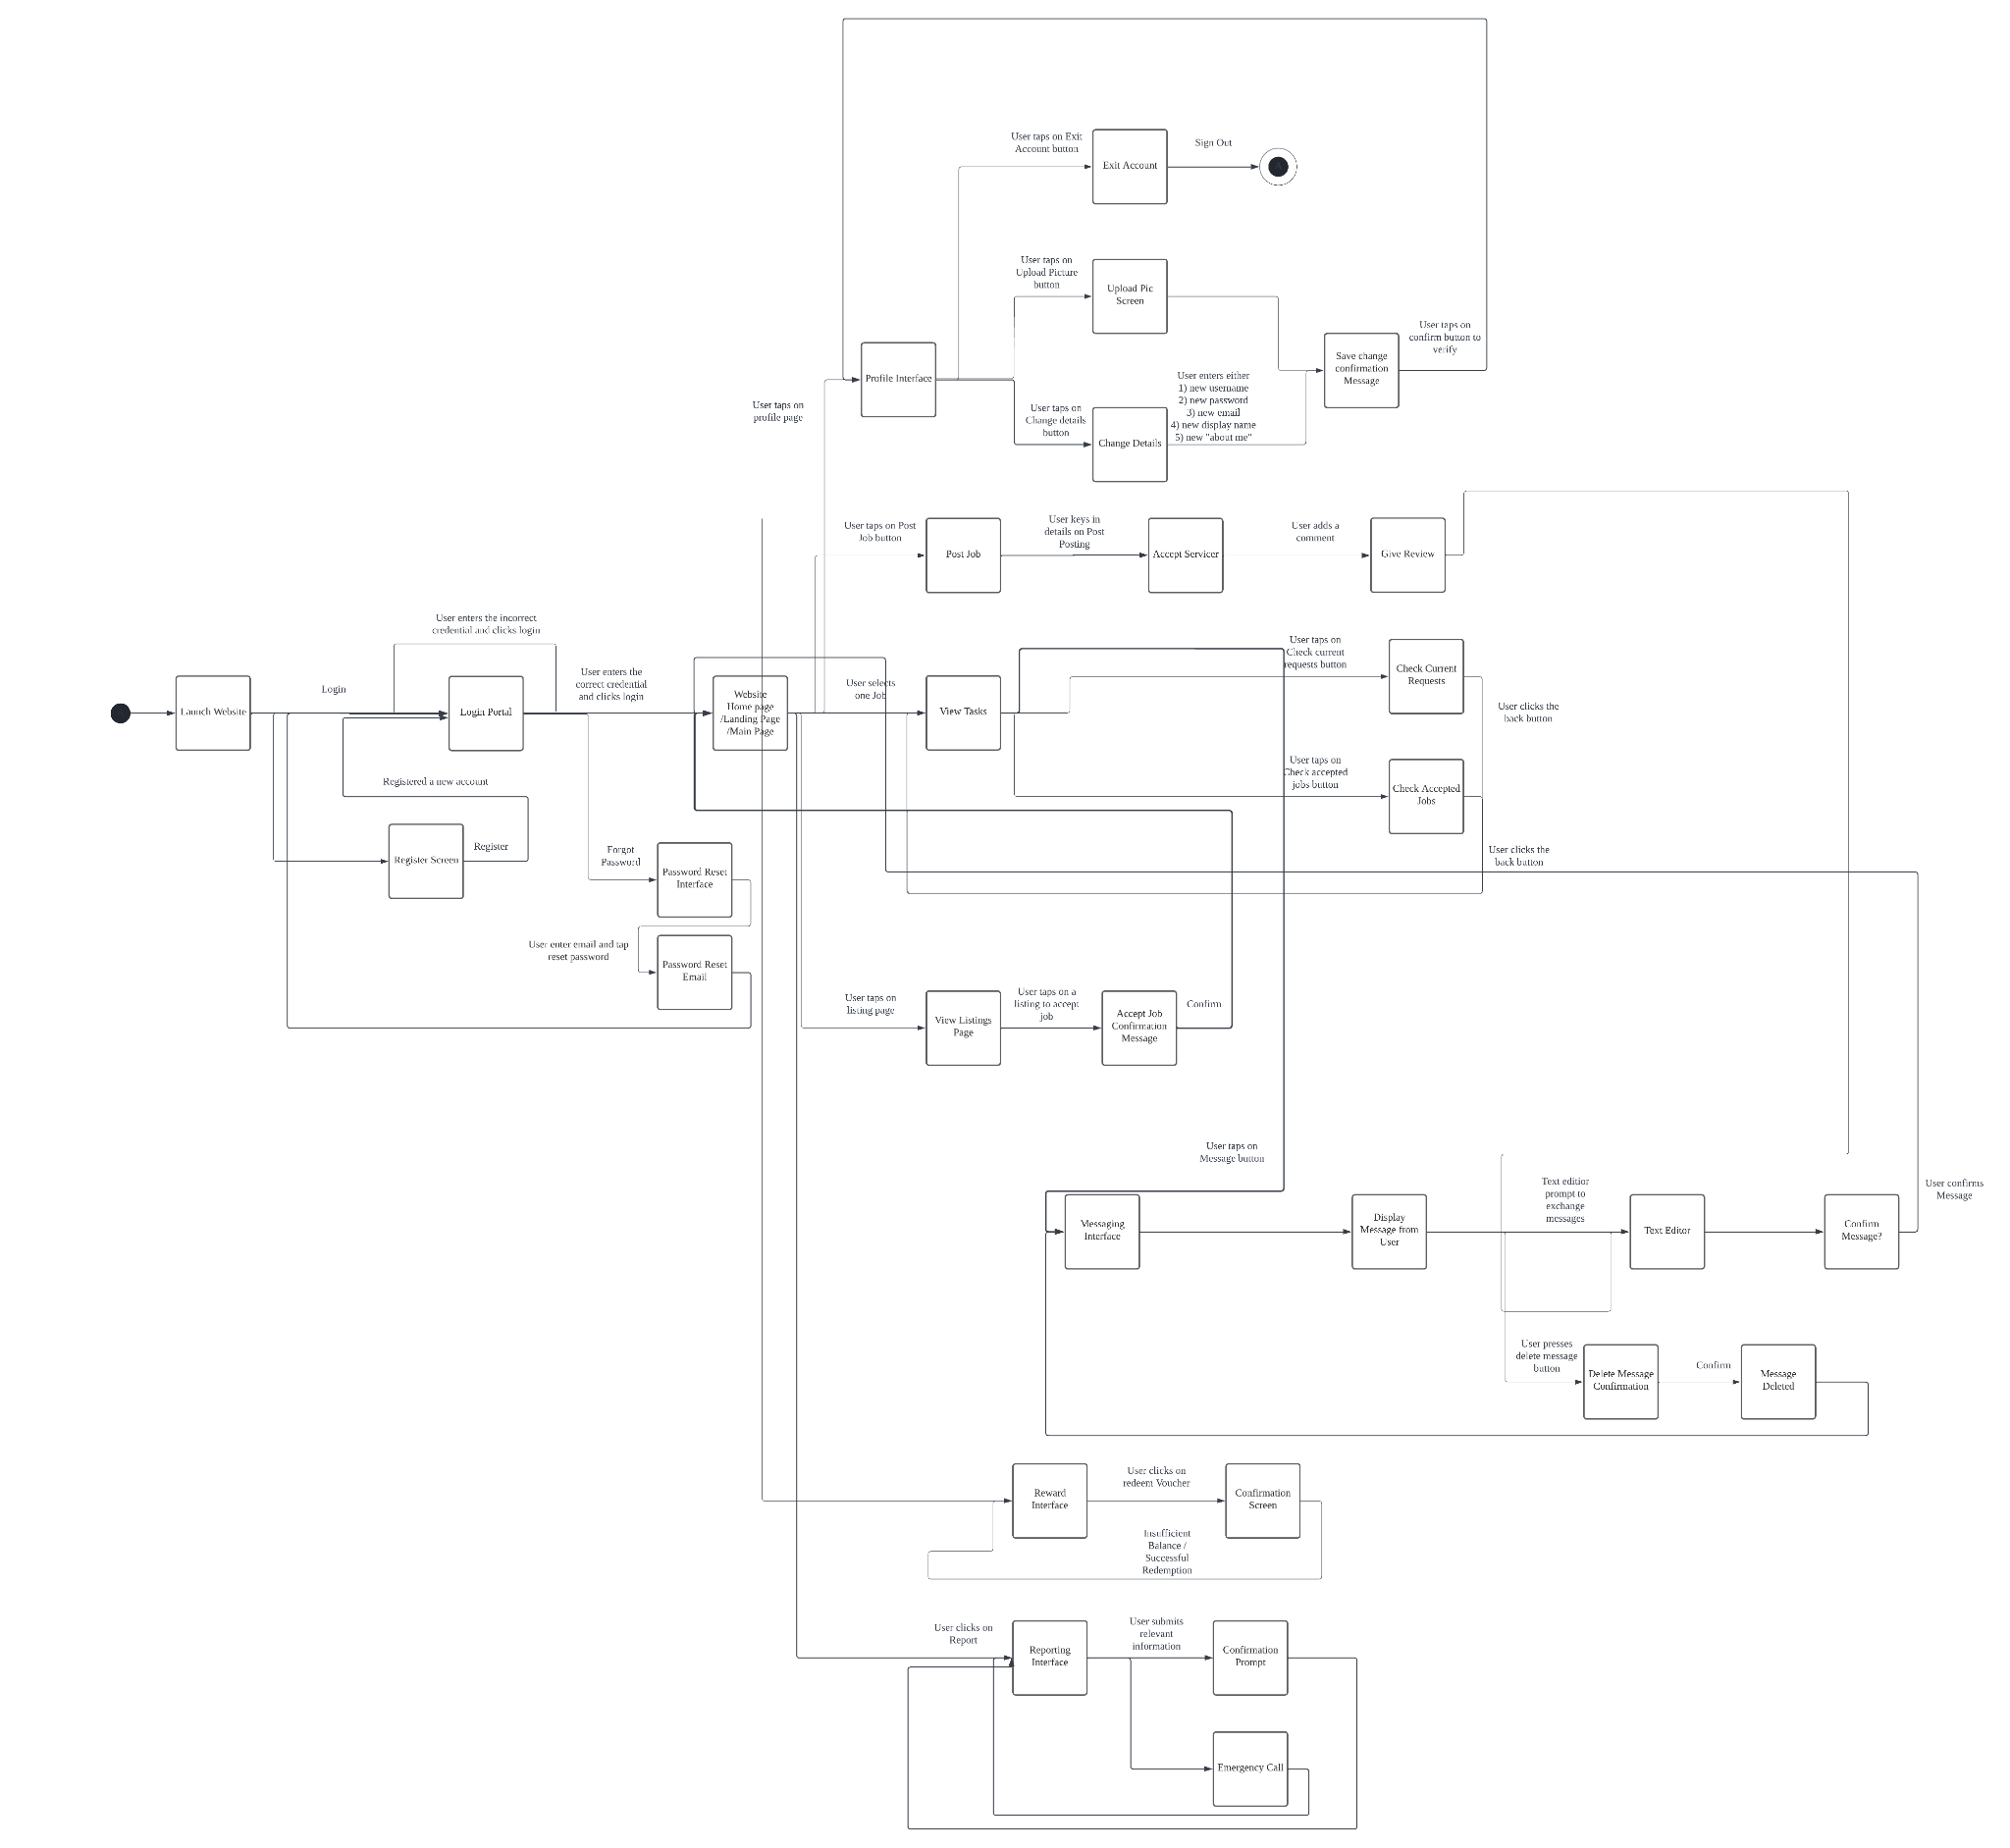 User taps on Exit
Account button
Exit Account
Sign Out
User taps on
Upload Picture
button
Upload Pic
Screen
User taps on
confirm button to
verify
Save change
confirmation
Message
Profile Interface
User taps on
profile page
User taps on
Change details
button
Change Details
User enters either
1) new username
2) new password
3) new email
4) new display name
5) new "about me"
User taps on Post
Job button
Post Job
User keys in
details on Post
Posting
Accept Servicer
User adds a
comment
Give Review
User enters the incorrect
credential and clicks login
Launch Website
Login
Login Portal
User enters the
correct credential
and clicks login
Website
Home page
/Landing Page
/Main Page
User selects
one Job
View Tasks
User taps on
Check current
requests button
Check Current
Requests
User clicks the
back button
User taps on
Check accepted
jobs button
Check Accepted
Jobs
User clicks the
back button
Registered a new account
Register Screen
Register
Forgot
Password
Password Reset
Interface
User enter email and tap
reset password
Password Reset
Email
User taps on
listing page
View Listings
Page
User taps on a
listing to accept
job
Accept Job
Confirmation
Message
Confirm
User taps on
Message button
Messaging
Interface
Display
Message from
User
Text editior
prompt to
exchange
messages
Text Editor
Confirm
Message?
User confirms
Message
User presses
delete message
button
Delete Message
Confirmation
Confirm
Message
Deleted
Reward
Interface
User clicks on
redeem Voucher
Confirmation
Screen
Insufficient
Balance /
Successful
Redemption
User clicks on
Report
Reporting
Interface
User submits
relevant
information
Confirmation
Prompt
Emergency Call